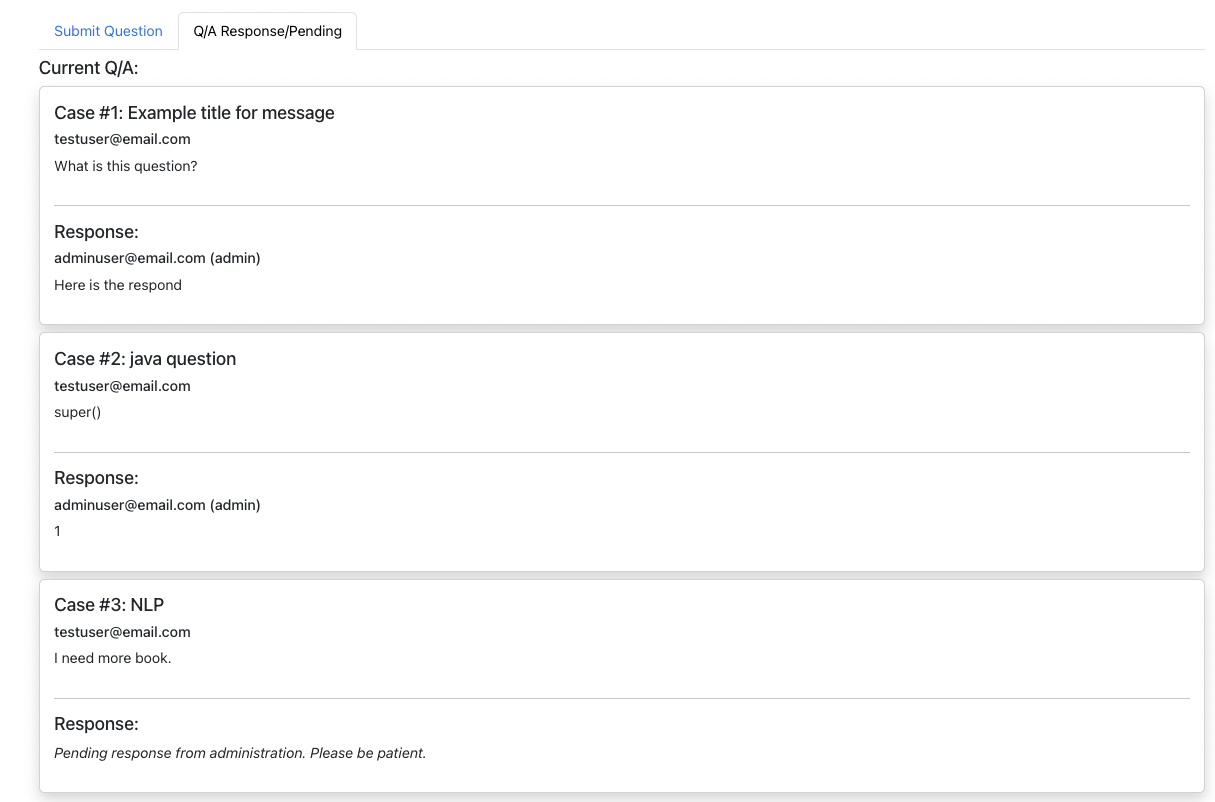 Submit Question
Q/A Response/Pending
Current Q/A:
Case #1: Example title for message
testuser@email.com
What is this question?
Response:
adminuser@email.com (admin)
Here is the respond
Case #2: java question
testuser@email.com
super()
Response:
adminuser@email.com (admin)
1
Case #3: NLP
testuser@email.com
I need more book.
Response:
Pending response from administration. Please be patient.